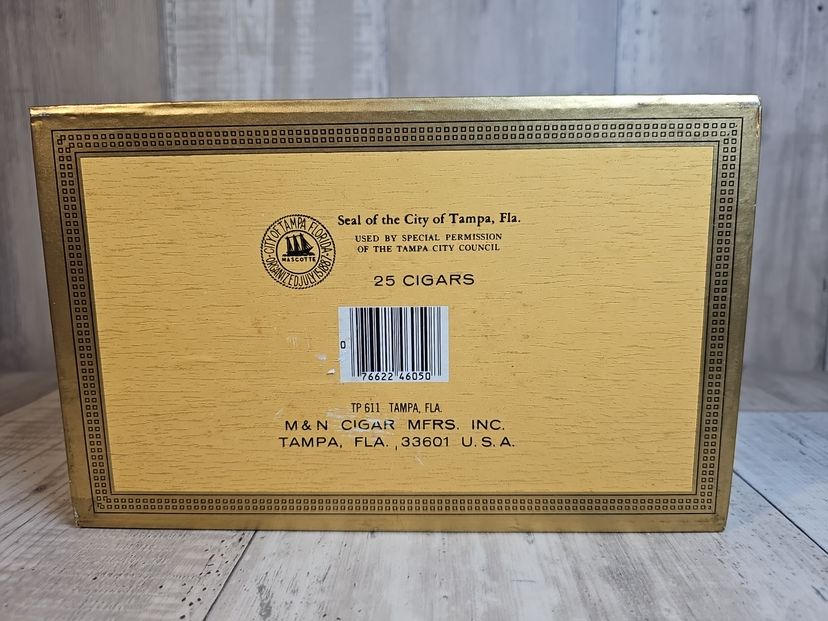 CITY OF TAMPA FLORIDA
MASCOTTE
ORGANIZED JULY 15 1887
Seal of the City of Tampa, Fla.
USED BY SPECIAL PERMISSION
OF THE TAMPA CITY COUNCIL
25 CIGARS
0
76622 46050
TP 611 TAMPA, FLA.
M & N CIGAR MFRS. INC.
TAMPA, FLA. 33601 U. S. A.